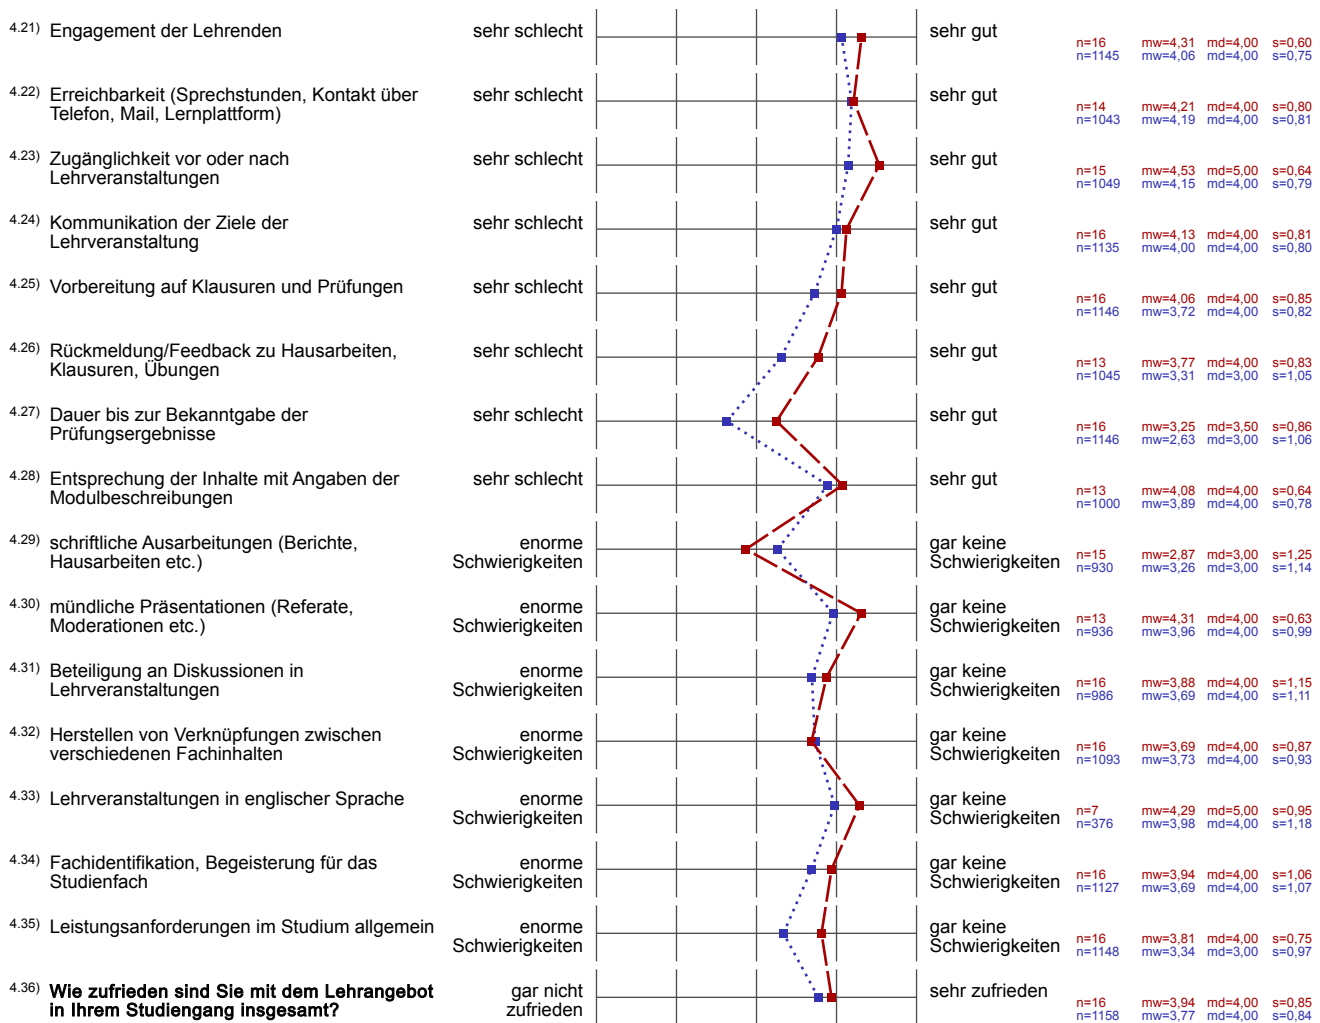 4.21) Engagement der Lehrenden sehr schlecht sehr gut
n=16 mw=4,31 md=4,00 s=0,60
n=1145 mw=4,06 md=4,00 s=0,75
4.22) Erreichbarkeit (Sprechstunden, Kontakt über sehr schlecht sehr gut
Telefon, Mail, Lernplattform)
n=14 mw=4,21 md=4,00 s=0,80
n=1043 mw=4,19 md=4,00 s=0,81
4.23) Zugänglichkeit vor oder nach sehr schlecht sehr gut
Lehrveranstaltungen
n=15 mw=4,53 md=5,00 s=0,64
n=1049 mw=4,15 md=4,00 s=0,79
4.24) Kommunikation der Ziele der sehr schlecht sehr gut
Lehrveranstaltung
n=16 mw=4,13 md=4,00 s=0,81
n=1135 mw=4,00 md=4,00 s=0,80
4.25) Vorbereitung auf Klausuren und Prüfungen sehr schlecht sehr gut
n=16 mw=4,06 md=4,00 s=0,85
n=1146 mw=3,72 md=4,00 s=0,82
4.26) Rückmeldung/Feedback zu Hausarbeiten, sehr schlecht sehr gut
Klausuren, Übungen
n=13 mw=3,77 md=4,00 s=0,83
n=1045 mw=3,31 md=3,00 s=1,05
4.27) Dauer bis zur Bekanntgabe der sehr schlecht sehr gut
Prüfungsergebnisse
n=16 mw=3,25 md=3,50 s=0,86
n=1146 mw=2,63 md=3,00 s=1,06
4.28) Entsprechung der Inhalte mit Angaben der sehr schlecht sehr gut
Modulbeschreibungen
n=13 mw=4,08 md=4,00 s=0,64
n=1000 mw=3,89 md=4,00 s=0,78
4.29) schriftliche Ausarbeitungen (Berichte, enorme gar keine
Hausarbeiten etc.) Schwierigkeiten Schwierigkeiten
n=15 mw=2,87 md=3,00 s=1,25
n=930 mw=3,26 md=3,00 s=1,14
4.30) mündliche Präsentationen (Referate, enorme gar keine
Moderationen etc.) Schwierigkeiten Schwierigkeiten
n=13 mw=4,31 md=4,00 s=0,63
n=936 mw=3,96 md=4,00 s=0,99
4.31) Beteiligung an Diskussionen in enorme gar keine
Lehrveranstaltungen Schwierigkeiten Schwierigkeiten
n=16 mw=3,88 md=4,00 s=1,15
n=986 mw=3,69 md=4,00 s=1,11
4.32) Herstellen von Verknüpfungen zwischen enorme gar keine
verschiedenen Fachinhalten Schwierigkeiten Schwierigkeiten
n=16 mw=3,69 md=4,00 s=0,87
n=1093 mw=3,73 md=4,00 s=0,93
4.33) Lehrveranstaltungen in englischer Sprache enorme gar keine
Schwierigkeiten Schwierigkeiten
n=7 mw=4,29 md=5,00 s=0,95
n=376 mw=3,98 md=4,00 s=1,18
4.34) Fachidentifikation, Begeisterung für das enorme gar keine
Studienfach Schwierigkeiten Schwierigkeiten
n=16 mw=3,94 md=4,00 s=1,06
n=1127 mw=3,69 md=4,00 s=1,07
4.35) Leistungsanforderungen im Studium allgemein enorme gar keine
Schwierigkeiten Schwierigkeiten
n=16 mw=3,81 md=4,00 s=0,75
n=1148 mw=3,34 md=3,00 s=0,97
4.36) Wie zufrieden sind Sie mit dem Lehrangebot gar nicht sehr zufrieden
in Ihrem Studiengang insgesamt? zufrieden
n=16 mw=3,94 md=4,00 s=0,85
n=1158 mw=3,77 md=4,00 s=0,84